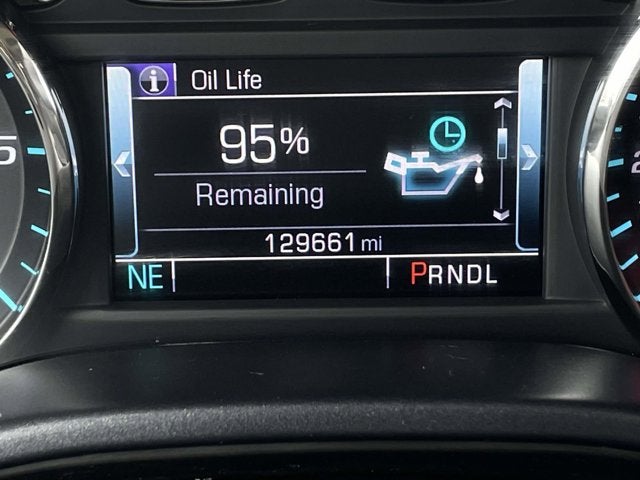 i Oil Life
95%
Remaining
129661 mi
NE PRNDL